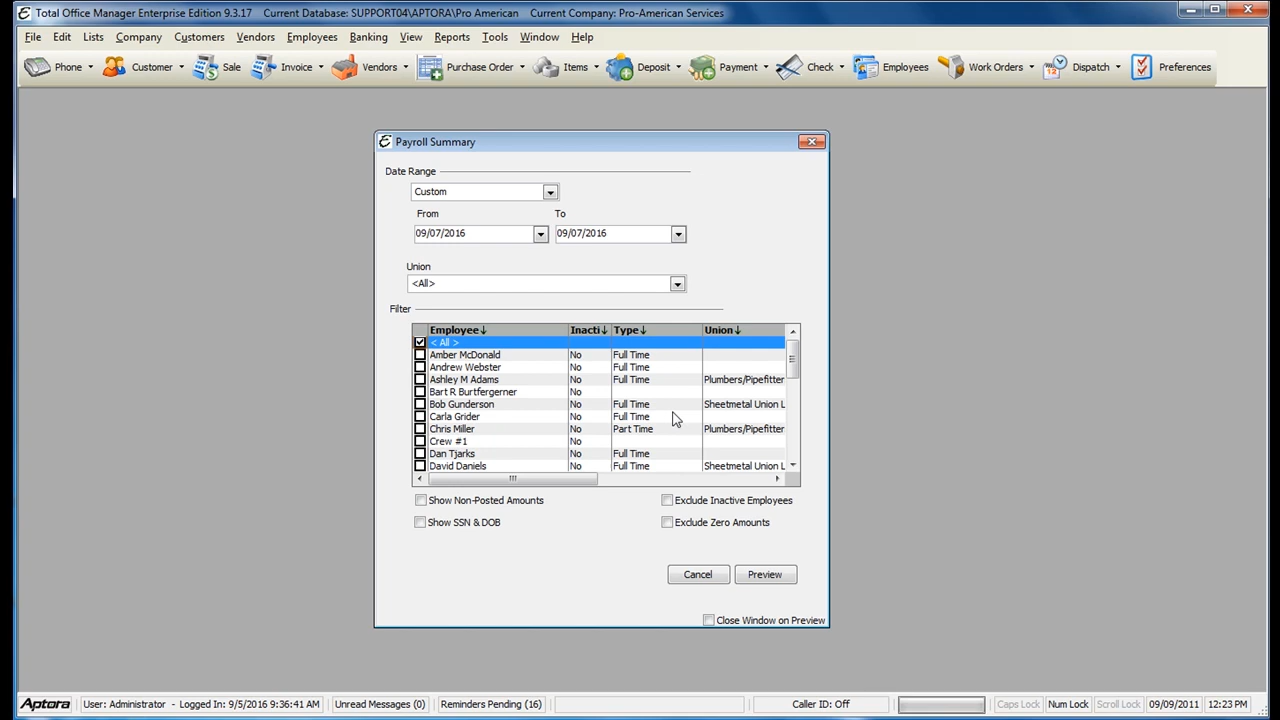 Total Office Manager Enterprise Edition 9.3.17 Current Database: SUPPORT04\APTORA\Pro American Current Company: Pro-American Services
File Edit Lists Company Customers Vendors Employees Banking View Reports Tools Window Help
Phone Customer Sale Invoice Vendors Purchase Order Items Deposit Payment Check Employees Work Orders Dispatch Preferences
Payroll Summary
Date Range
Custom
From To
09/07/2016 09/07/2016
Union
<All>
Filter
Employee Inacti Type Union
< All >
Amber McDonald No Full Time
Andrew Webster No Full Time
Ashley M Adams No Full Time Plumbers/Pipefitter
Bart R Burtfergerner No
Bob Gunderson No Full Time Sheetmetal Union L
Carla Grider No Full Time
Chris Miller No Part Time Plumbers/Pipefitter
Crew #1 No
Dan Tjarks No Full Time
David Daniels No Full Time Sheetmetal Union L
Show Non-Posted Amounts Exclude Inactive Employees
Show SSN & DOB Exclude Zero Amounts
Cancel Preview
Close Window on Preview
Aptora User: Administrator - Logged In: 9/5/2016 9:36:41 AM Unread Messages (0) Reminders Pending (16) Caller ID: Off Caps Lock Num Lock Scroll Lock 09/09/2011 12:23 PM